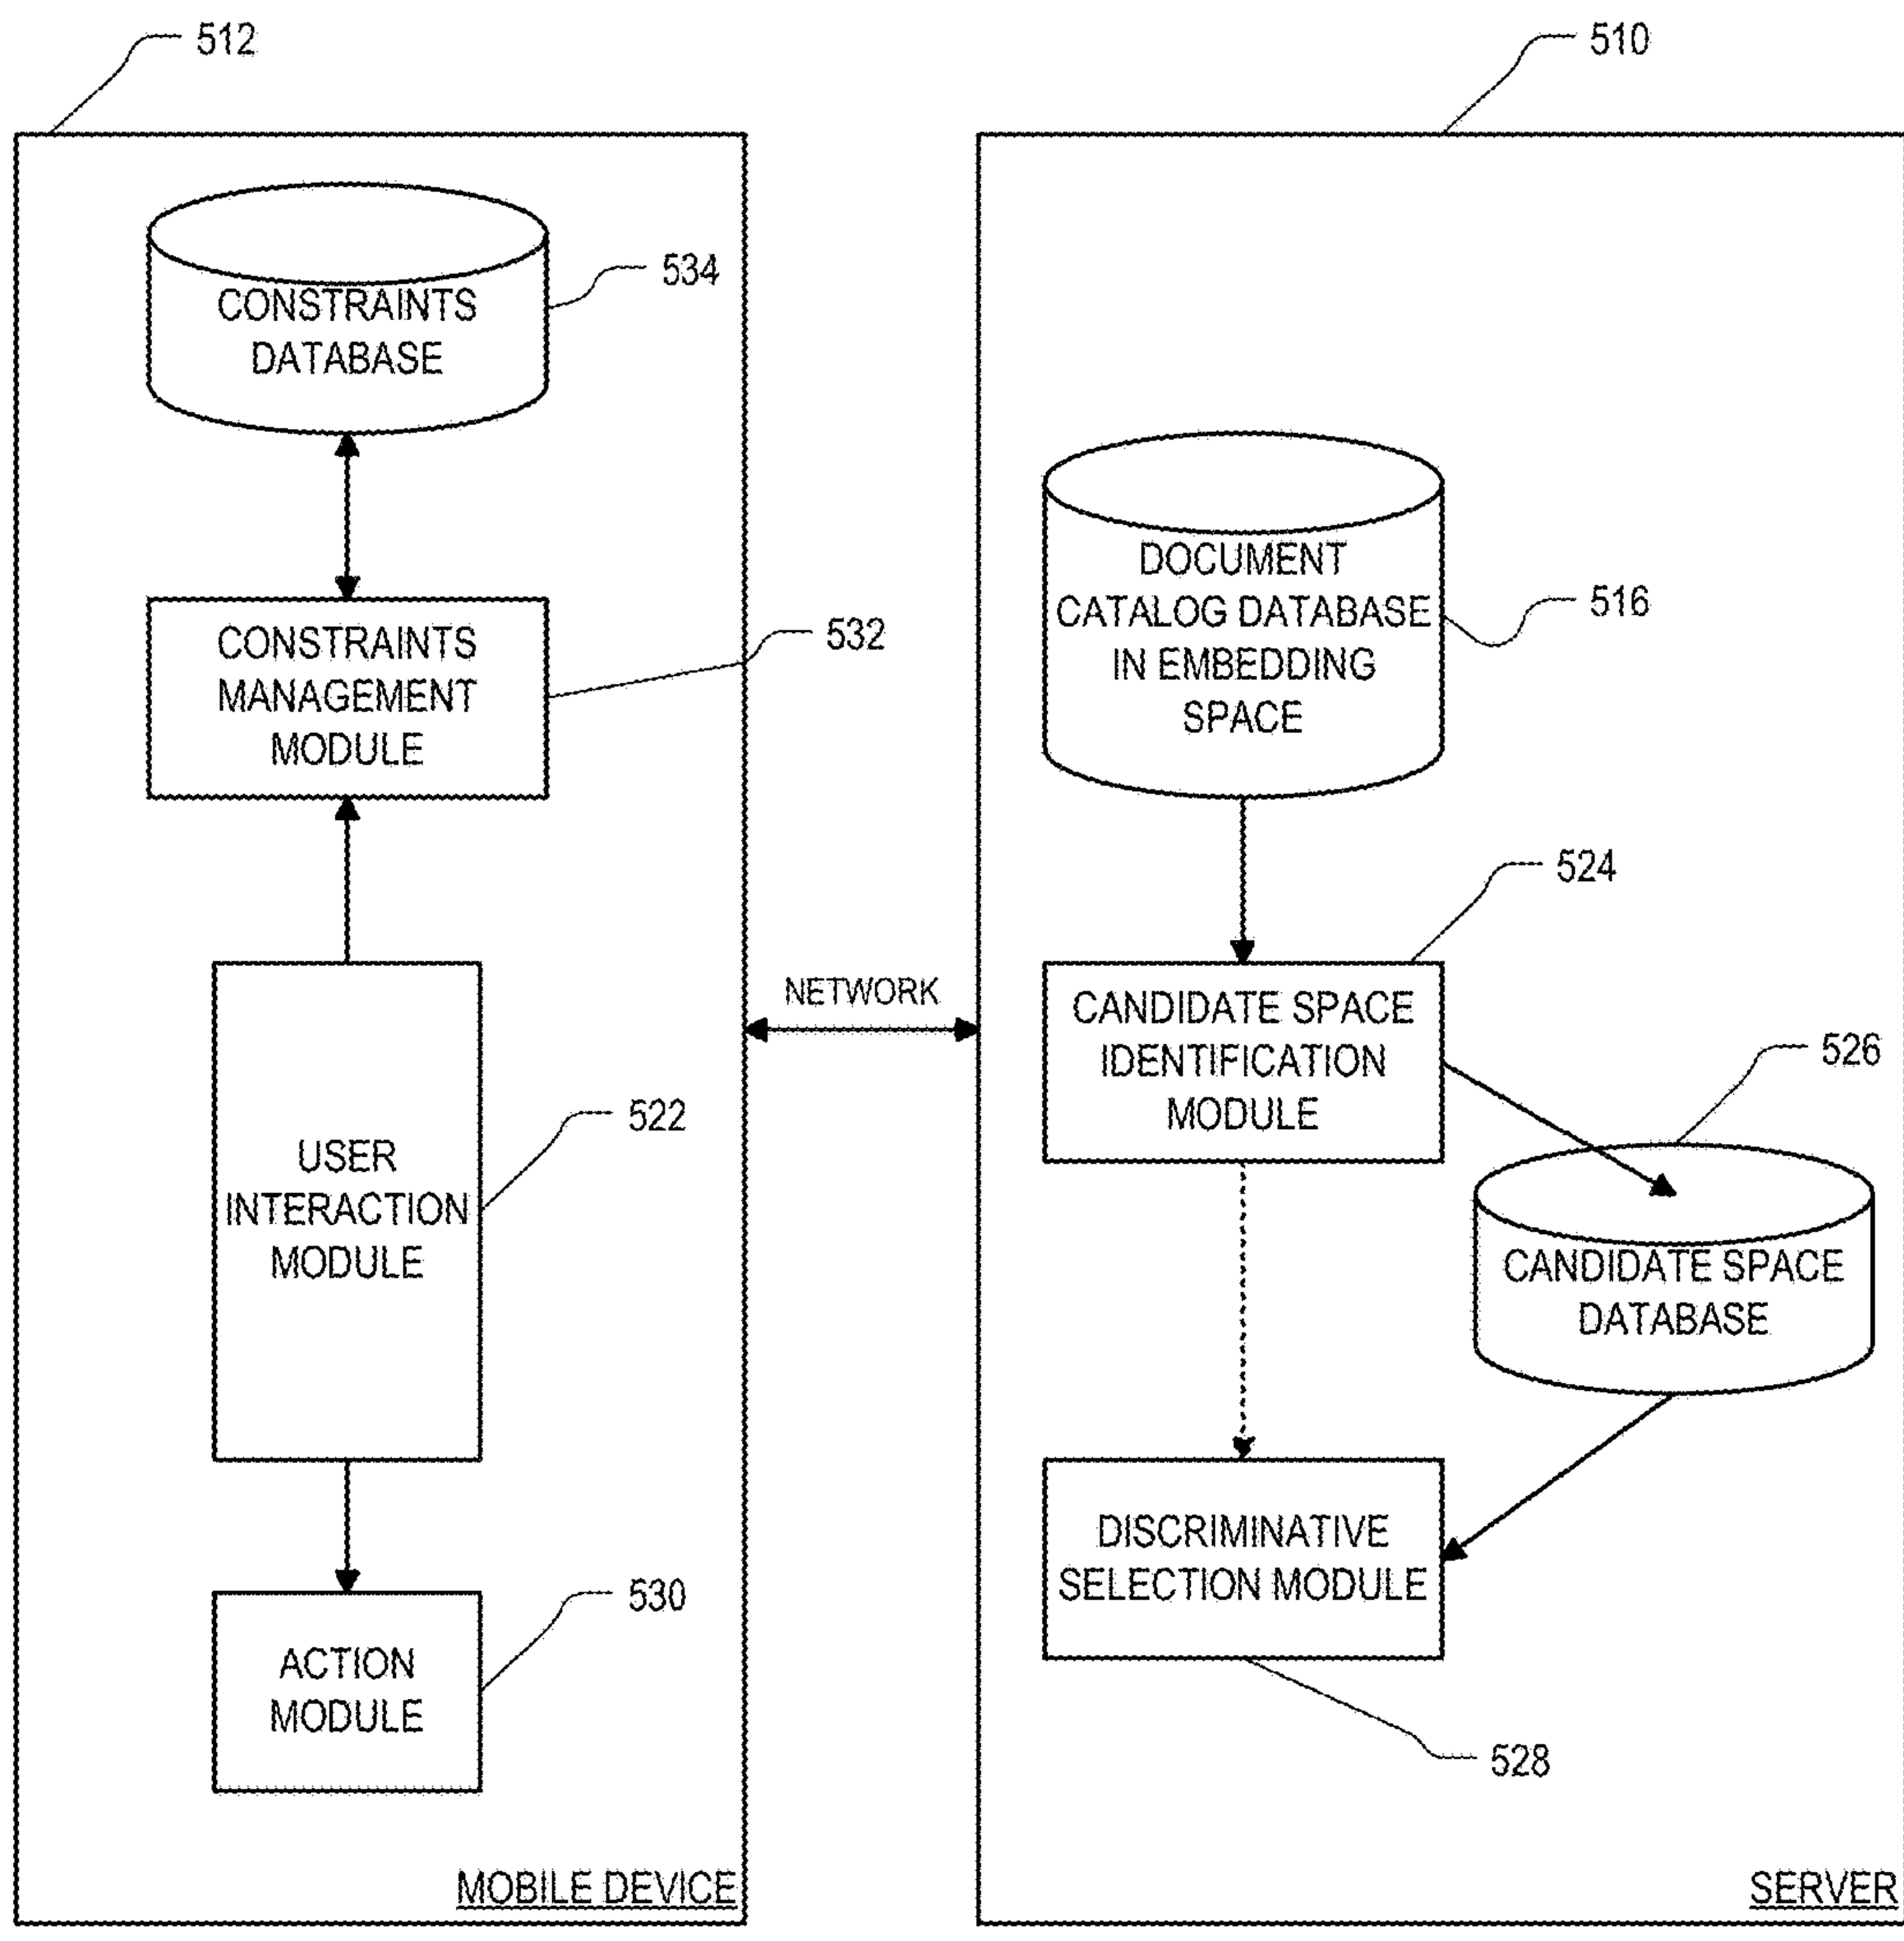 512
510
CONSTRAINTS
DATABASE
534
CONSTRAINTS
MANAGEMENT
MODULE
532
USER
INTERACTION
MODULE
522
ACTION
MODULE
530
MOBILE DEVICE
NETWORK
DOCUMENT
CATALOG DATABASE
IN EMBEDDING
SPACE
516
524
CANDIDATE SPACE
IDENTIFICATION
MODULE
526
CANDIDATE SPACE
DATABASE
DISCRIMINATIVE
SELECTION MODULE
528
SERVER